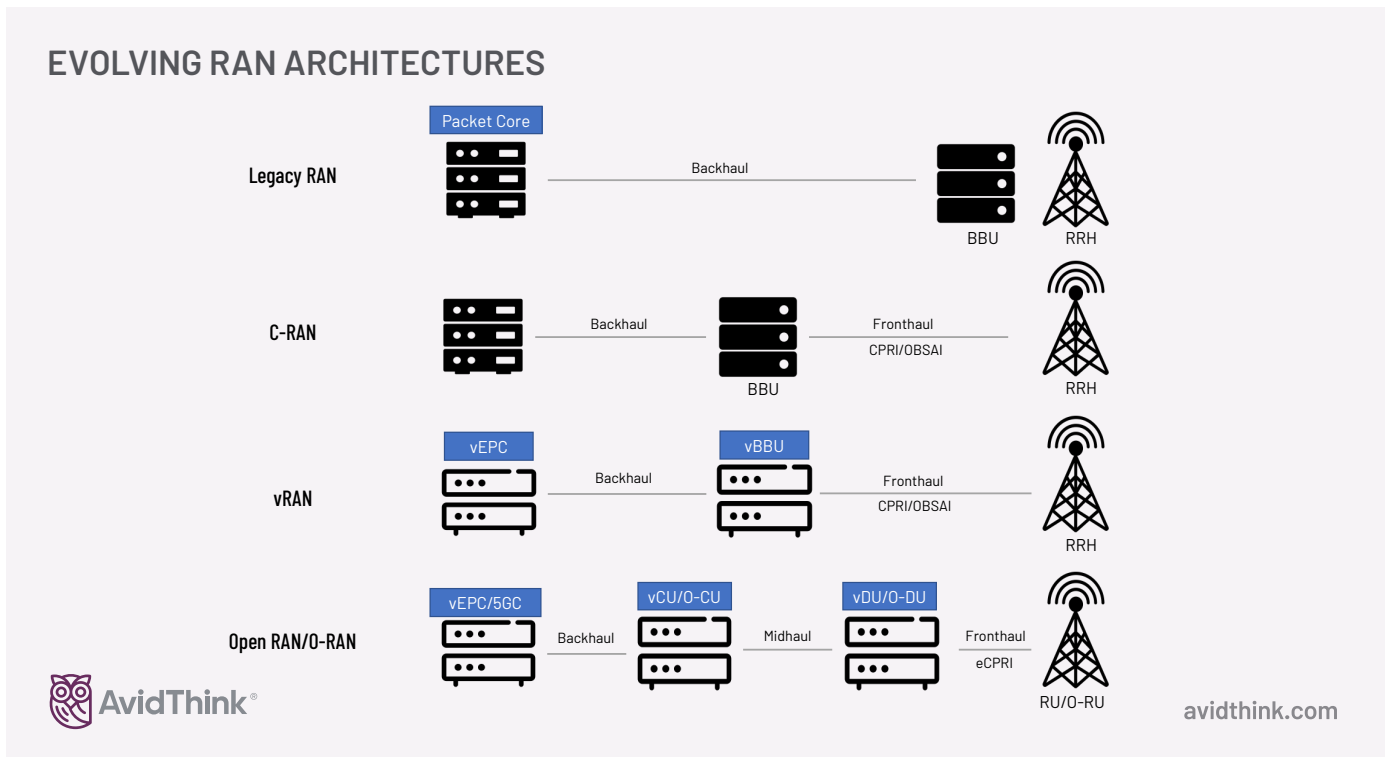 EVOLVING RAN ARCHITECTURES
Packet Core
Legacy RAN
Backhaul
BBU
RRH
C-RAN
Backhaul
BBU
Fronthaul
CPRI/OBSAI
RRH
vRAN
vEPC
Backhaul
vBBU
Fronthaul
CPRI/OBSAI
RRH
Open RAN/O-RAN
vEPC/5GC
Backhaul
vCU/O-CU
Midhaul
vDU/O-DU
Fronthaul
eCPRI
RU/O-RU
AvidThink®
avidthink.com